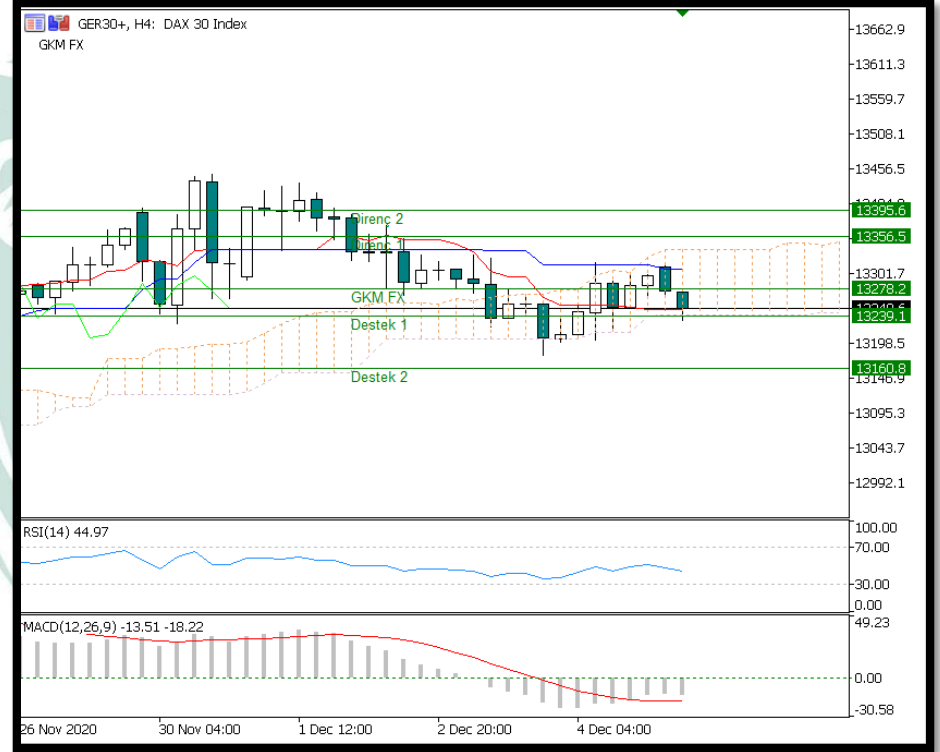 GER30+, H4: DAX 30 Index
GKM FX
13662.9
13611.3
13559.7
13508.1
13456.5
Direnç 2
13395.6
Direnç 1
13356.5
13301.7
GKM FX
13278.2
Destek 1
13239.1
13198.5
Destek 2
13160.8
13146.9
13095.3
13043.7
12992.1
RSI(14) 44.97
100.00
70.00
30.00
0.00
MACD(12,26,9) -13.51 -18.22
49.23
0.00
-30.58
26 Nov 2020
30 Nov 04:00
1 Dec 12:00
2 Dec 20:00
4 Dec 04:00